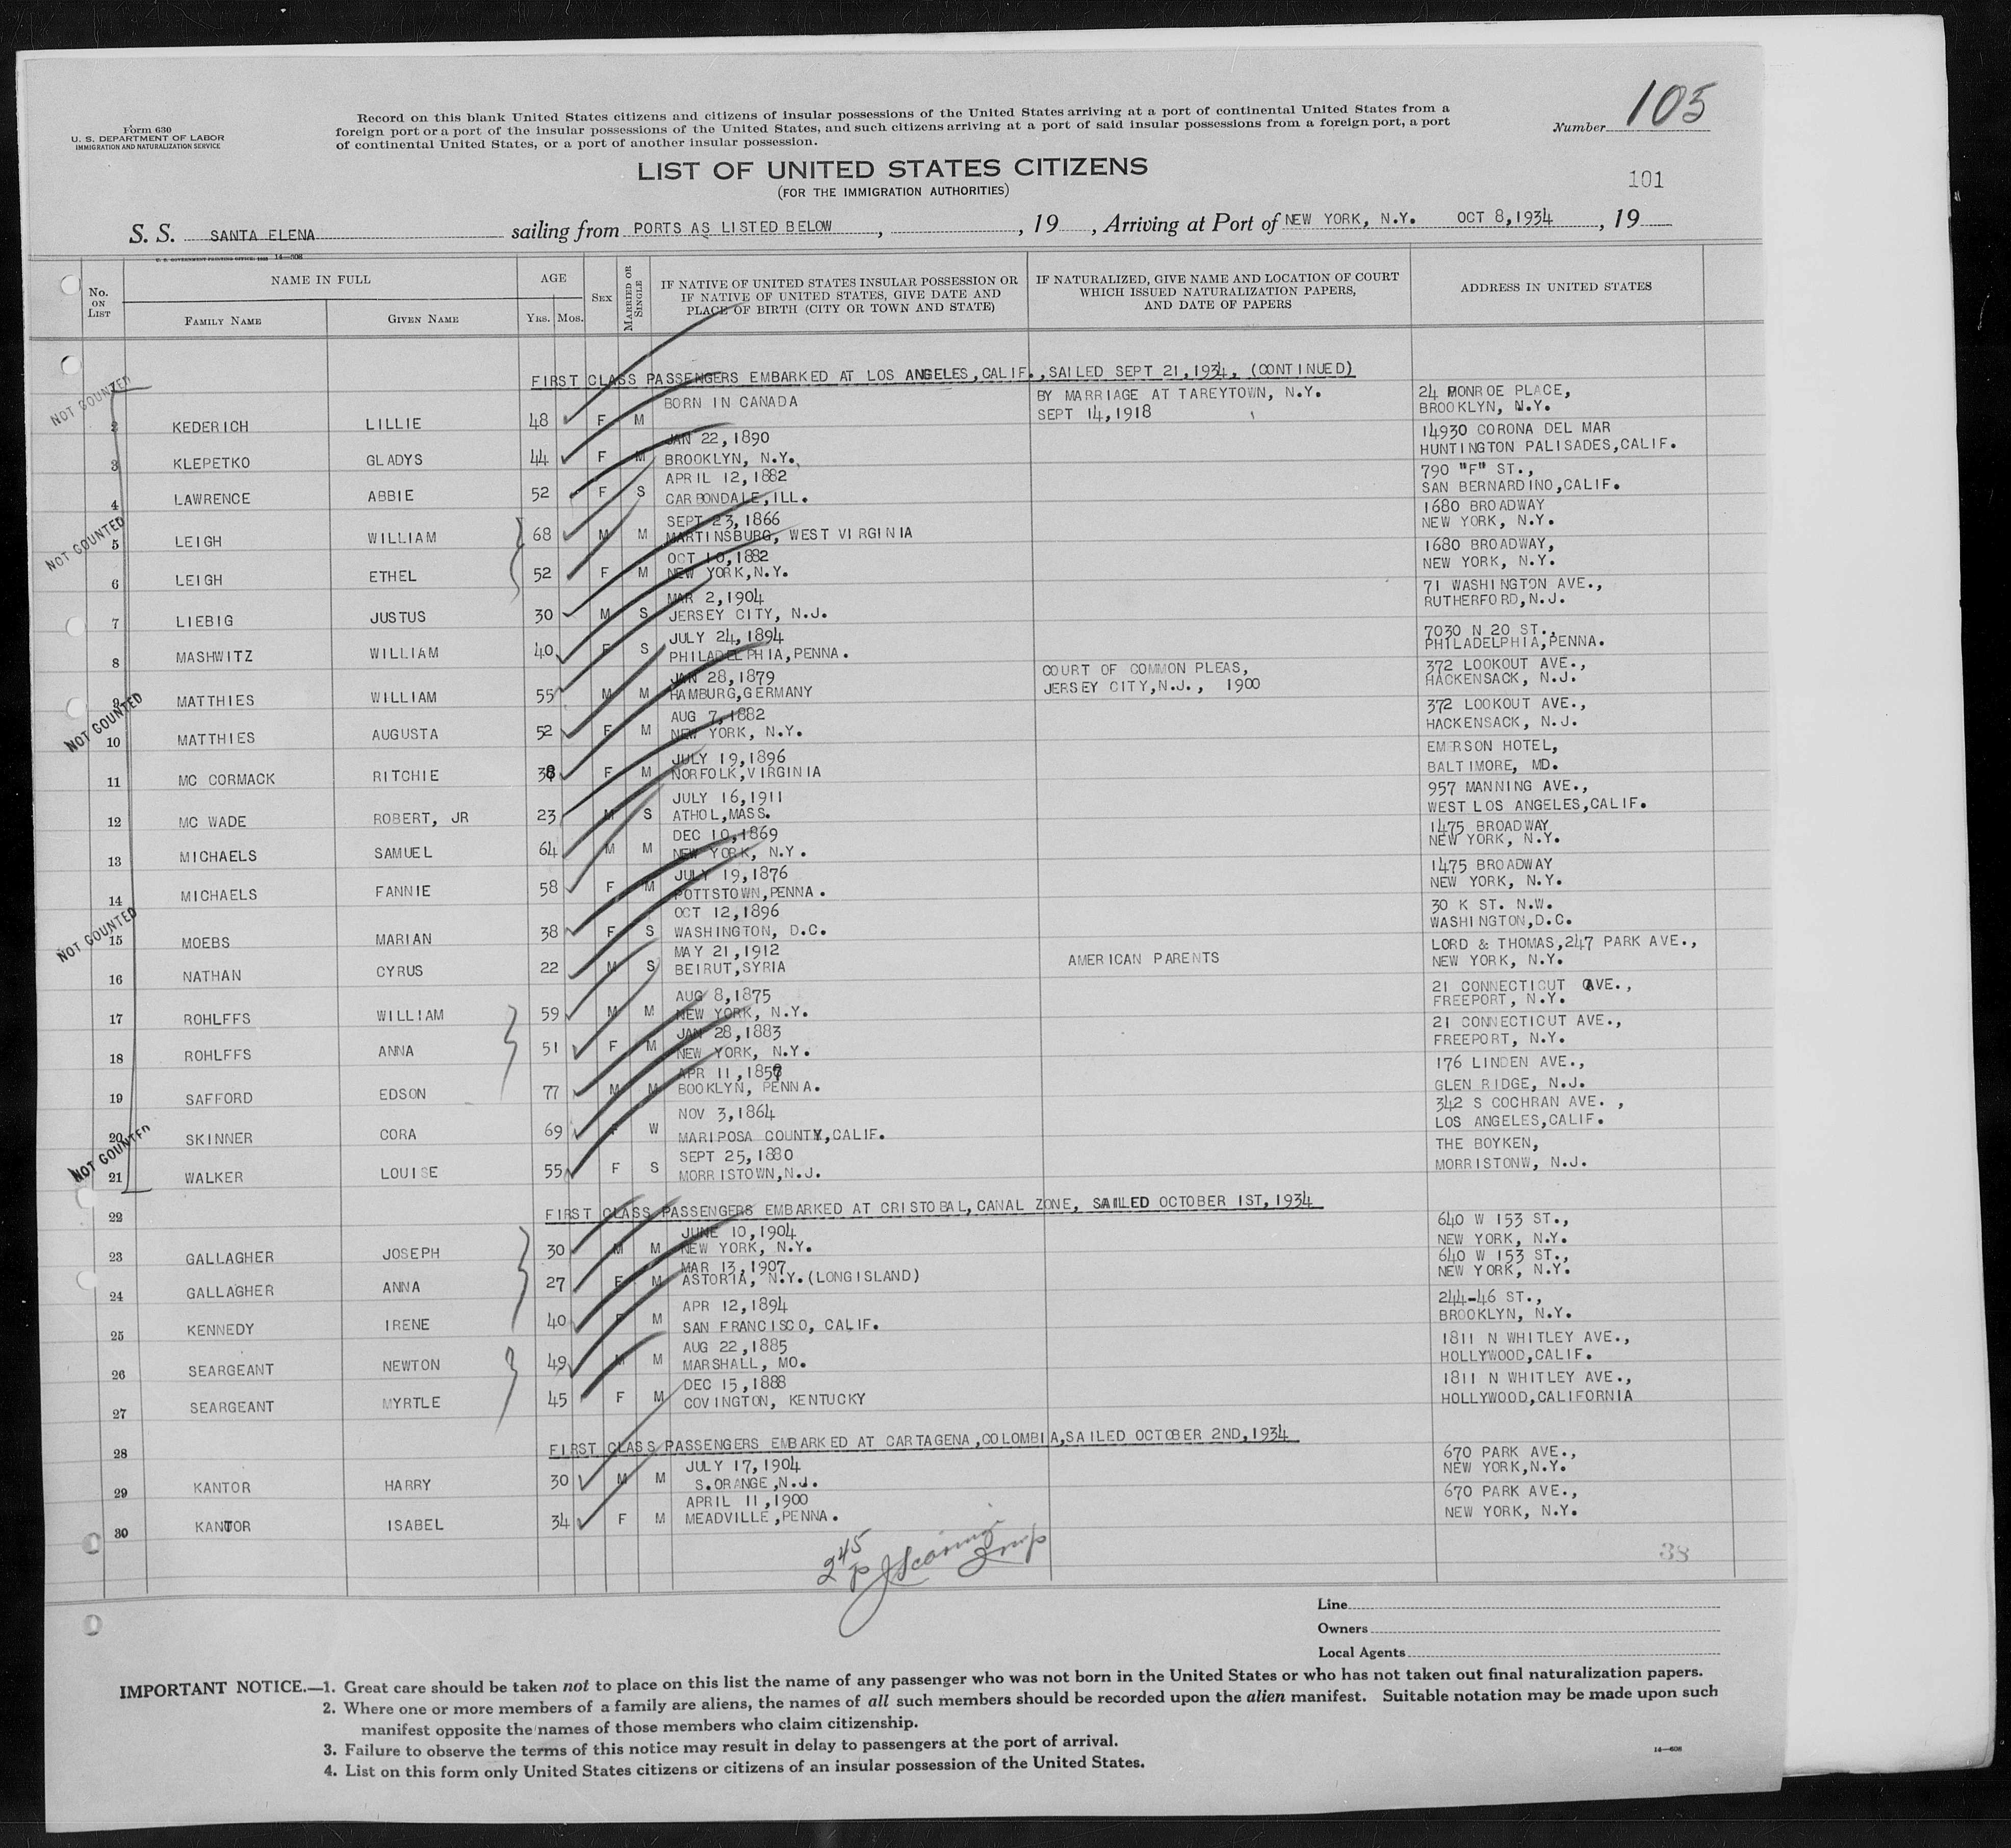 Form 630
U. S. DEPARTMENT OF LABOR
IMMIGRATION AND NATURALIZATION SERVICE
Record on this blank United States citizens and citizens of insular possessions of the United States arriving at a port of continental United States from a
foreign port or a port of the insular possessions of the United States, and such citizens arriving at a port of said insular possessions from a foreign port, a port
of continental United States, or a port of another insular possession.
Number 105
LIST OF UNITED STATES CITIZENS
(FOR THE IMMIGRATION AUTHORITIES)
101
S. S. SANTA ELENA sailing from PORTS AS LISTED BELOW , , 19 , Arriving at Port of NEW YORK, N.Y. OCT 8,1934 , 19
U. S. GOVERNMENT PRINTING OFFICE: 14—608
No. ON LIST
NAME IN FULL
FAMILY NAME
GIVEN NAME
AGE
YRS. MOS.
SEX
MARRIED OR SINGLE
IF NATIVE OF UNITED STATES INSULAR POSSESSION OR
IF NATIVE OF UNITED STATES, GIVE DATE AND
PLACE OF BIRTH (CITY OR TOWN AND STATE)
IF NATURALIZED, GIVE NAME AND LOCATION OF COURT
WHICH ISSUED NATURALIZATION PAPERS,
AND DATE OF PAPERS
ADDRESS IN UNITED STATES
FIRST CLASS PASSENGERS EMBARKED AT LOS ANGELES,CALIF.,SAILED SEPT 21,1934, (CONTINUED)
NOT COUNTED
BORN IN CANADA BY MARRIAGE AT TAREYTOWN, N.Y. 24 MONROE PLACE,
2 KEDERICH LILLIE 48 F M SEPT 14,1918 BROOKLYN, N.Y.
JAN 22,1890 14930 CORONA DEL MAR
3 KLEPETKO GLADYS 44 F M BROOKLYN, N.Y. HUNTINGTON PALISADES,CALIF.
APRIL 12,1882 790 "F" ST.,
4 LAWRENCE ABBIE 52 F S CARBONDALE,ILL. SAN BERNARDINO,CALIF.
NOT COUNTED
SEPT 23,1866 1680 BROADWAY
5 LEIGH WILLIAM 68 M M MARTINSBURG, WEST VIRGINIA NEW YORK, N.Y.
OCT 10,1882 1680 BROADWAY,
6 LEIGH ETHEL 52 F M NEW YORK,N.Y. NEW YORK, N.Y.
MAR 2,1904 71 WASHINGTON AVE.,
7 LIEBIG JUSTUS 30 M S JERSEY CITY, N.J. RUTHERFORD,N.J.
JULY 24,1894 7030 N 20 ST.,
8 MASHWITZ WILLIAM 40 F S PHILADELPHIA,PENNA. PHILADELPHIA,PENNA.
JAN 28,1879 COURT OF COMMON PLEAS, 372 LOOKOUT AVE.,
9 MATTHIES WILLIAM 55 M M HAMBURG,GERMANY JERSEY CITY,N.J., 1900 HACKENSACK, N.J.
NOT COUNTED
AUG 7,1882 372 LOOKOUT AVE.,
10 MATTHIES AUGUSTA 52 F M NEW YORK, N.Y. HACKENSACK, N.J.
JULY 19,1896 EMERSON HOTEL,
11 MC CORMACK RITCHIE 38 F M NORFOLK,VIRGINIA BALTIMORE, MD.
JULY 16,1911 957 MANNING AVE.,
12 MC WADE ROBERT, JR 23 M S ATHOL,MASS. WEST LOS ANGELES,CALIF.
DEC 10,1869 1475 BROADWAY
13 MICHAELS SAMUEL 64 M M NEW YORK, N.Y. NEW YORK, N.Y.
JULY 19,1876 1475 BROADWAY
14 MICHAELS FANNIE 58 F M POTTSTOWN,PENNA. NEW YORK, N.Y.
NOT COUNTED
OCT 12,1896 30 K ST. N.W.
15 MOEBS MARIAN 38 F S WASHINGTON, D.C. WASHINGTON,D.C.
MAY 21,1912 LORD & THOMAS,247 PARK AVE.,
16 NATHAN CYRUS 22 M S BEIRUT,SYRIA AMERICAN PARENTS NEW YORK, N.Y.
AUG 8,1875 21 CONNECTICUT AVE.,
17 ROHLFFS WILLIAM 59 M M NEW YORK, N.Y. FREEPORT, N.Y.
JAN 28,1883 21 CONNECTICUT AVE.,
18 ROHLFFS ANNA 51 F M NEW YORK, N.Y. FREEPORT, N.Y.
APR 11,1857 176 LINDEN AVE.,
19 SAFFORD EDSON 77 M M BOOKLYN, PENNA. GLEN RIDGE, N.J.
NOV 3,1864 342 S COCHRAN AVE. ,
20 SKINNER CORA 69 F W MARIPOSA COUNTY,CALIF. LOS ANGELES,CALIF.
NOT COUNTED
SEPT 25,1880 THE BOYKEN,
21 WALKER LOUISE 55 F S MORRISTOWN,N.J. MORRISTONW, N.J.
22 FIRST CLASS PASSENGERS EMBARKED AT CRISTOBAL,CANAL ZONE, SAILED OCTOBER 1ST,1934
JUNE 10,1904 640 W 153 ST.,
23 GALLAGHER JOSEPH 30 M M NEW YORK, N.Y. NEW YORK, N.Y.
MAR 13,1907 640 W 153 ST.,
24 GALLAGHER ANNA 27 F M ASTORIA, N.Y.(LONGISLAND) NEW YORK, N.Y.
APR 12,1894 244-46 ST.,
25 KENNEDY IRENE 40 F M SAN FRANCISCO, CALIF. BROOKLYN, N.Y.
AUG 22,1885 1811 N WHITLEY AVE.,
26 SEARGEANT NEWTON 49 M M MARSHALL, MO. HOLLYWOOD,CALIF.
DEC 15,1888 1811 N WHITLEY AVE.,
27 SEARGEANT MYRTLE 45 F M COVINGTON, KENTUCKY HOLLYWOOD,CALIFORNIA
28 FIRST CLASS PASSENGERS EMBARKED AT CARTAGENA,COLOMBIA,SAILED OCTOBER 2ND,1934
JULY 17,1904 670 PARK AVE.,
29 KANTOR HARRY 30 M M S.ORANGE,N.J. NEW YORK,N.Y.
APRIL 11,1900 670 PARK AVE.,
30 KANTOR ISABEL 34 F M MEADVILLE,PENNA. NEW YORK, N.Y.
245
38
Line
Owners
Local Agents
IMPORTANT NOTICE.—1. Great care should be taken not to place on this list the name of any passenger who was not born in the United States or who has not taken out final naturalization papers.
2. Where one or more members of a family are aliens, the names of all such members should be recorded upon the alien manifest. Suitable notation may be made upon such
manifest opposite the names of those members who claim citizenship.
3. Failure to observe the terms of this notice may result in delay to passengers at the port of arrival.
4. List on this form only United States citizens or citizens of an insular possession of the United States.
14—608